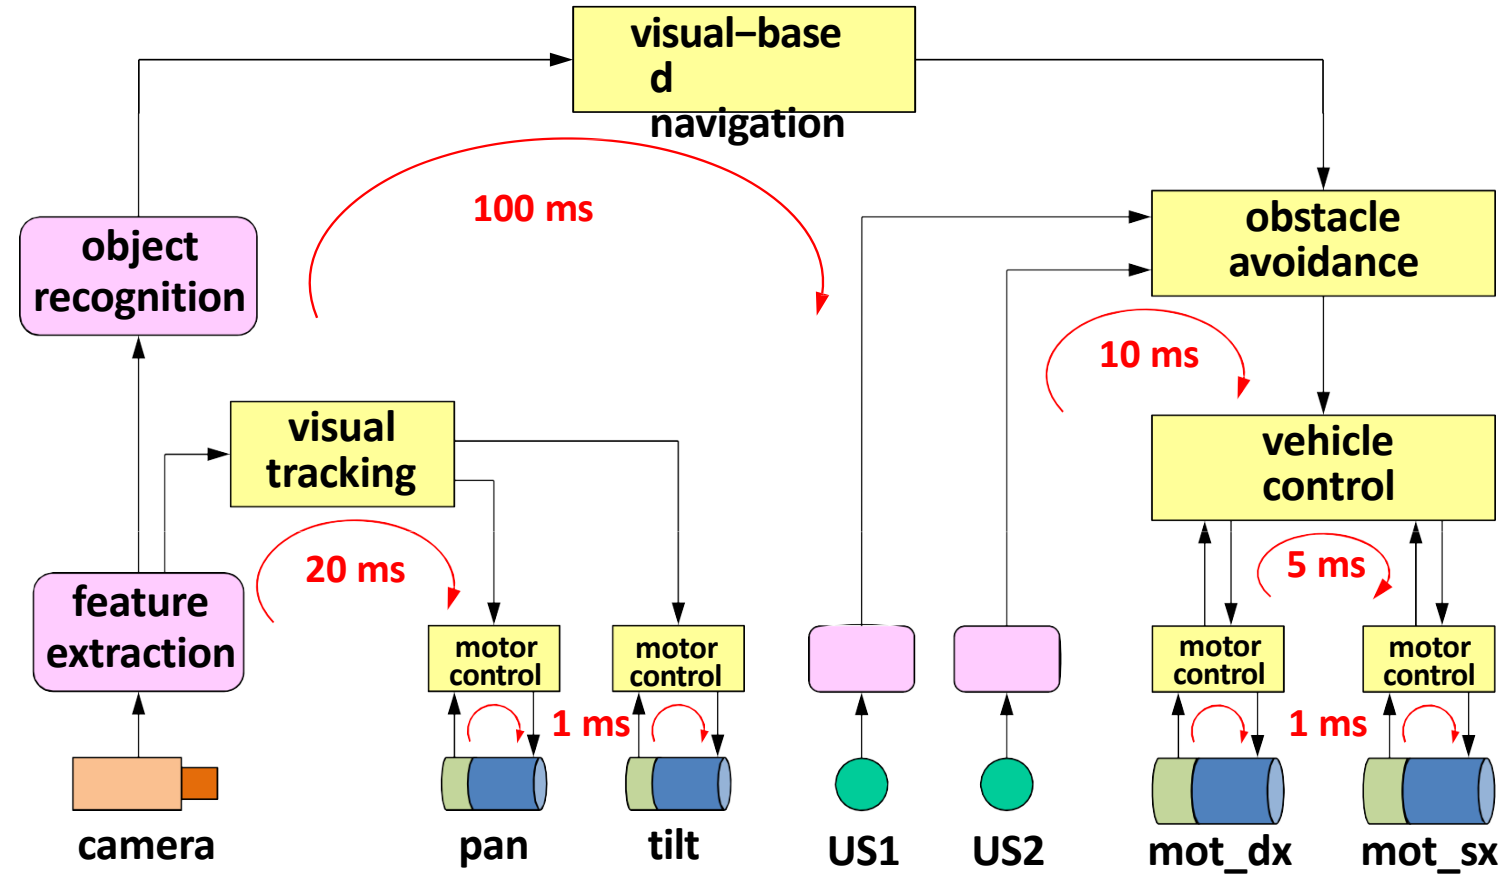 visual−base
d
navigation
100 ms
object
recognition
obstacle
avoidance
10 ms
visual
tracking
vehicle
control
20 ms
5 ms
feature
extraction
motor
control
motor
control
motor
control
motor
control
1 ms
1 ms
camera
pan
tilt
US1
US2
mot_dx
mot_sx